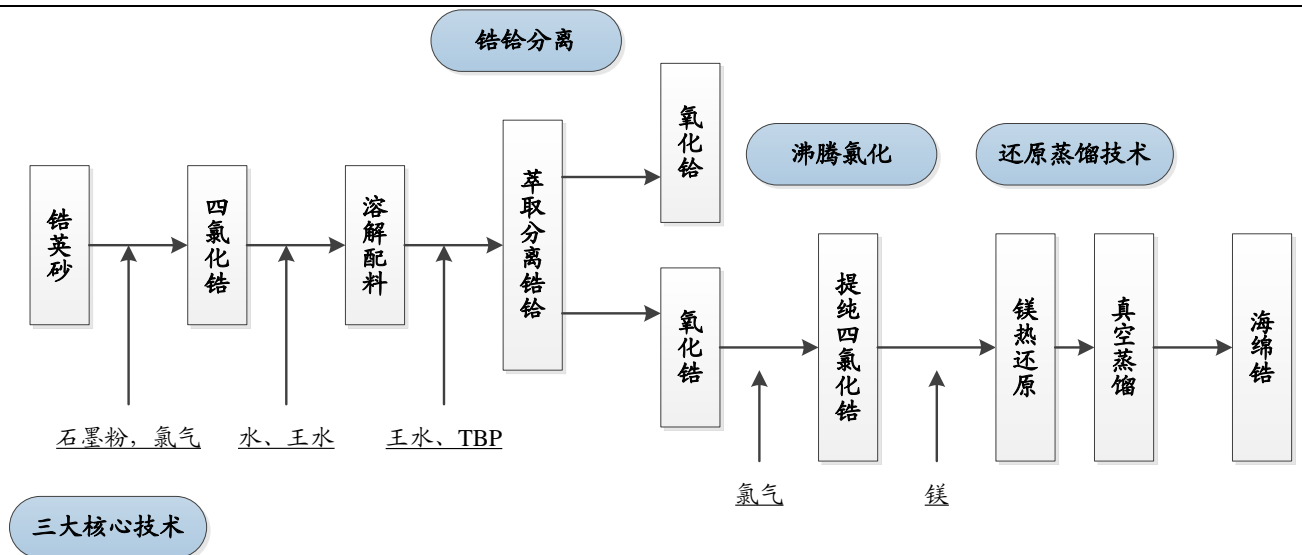 锆铪分离
氧化铪
沸腾氯化
还原蒸馏技术
锆英砂
四氯化锆
溶解配料
萃取分离锆铪
氧化锆
提纯四氯化锆
镁热还原
真空蒸馏
海绵锆
石墨粉，氯气
水、王水
王水、TBP
氯气
镁
三大核心技术